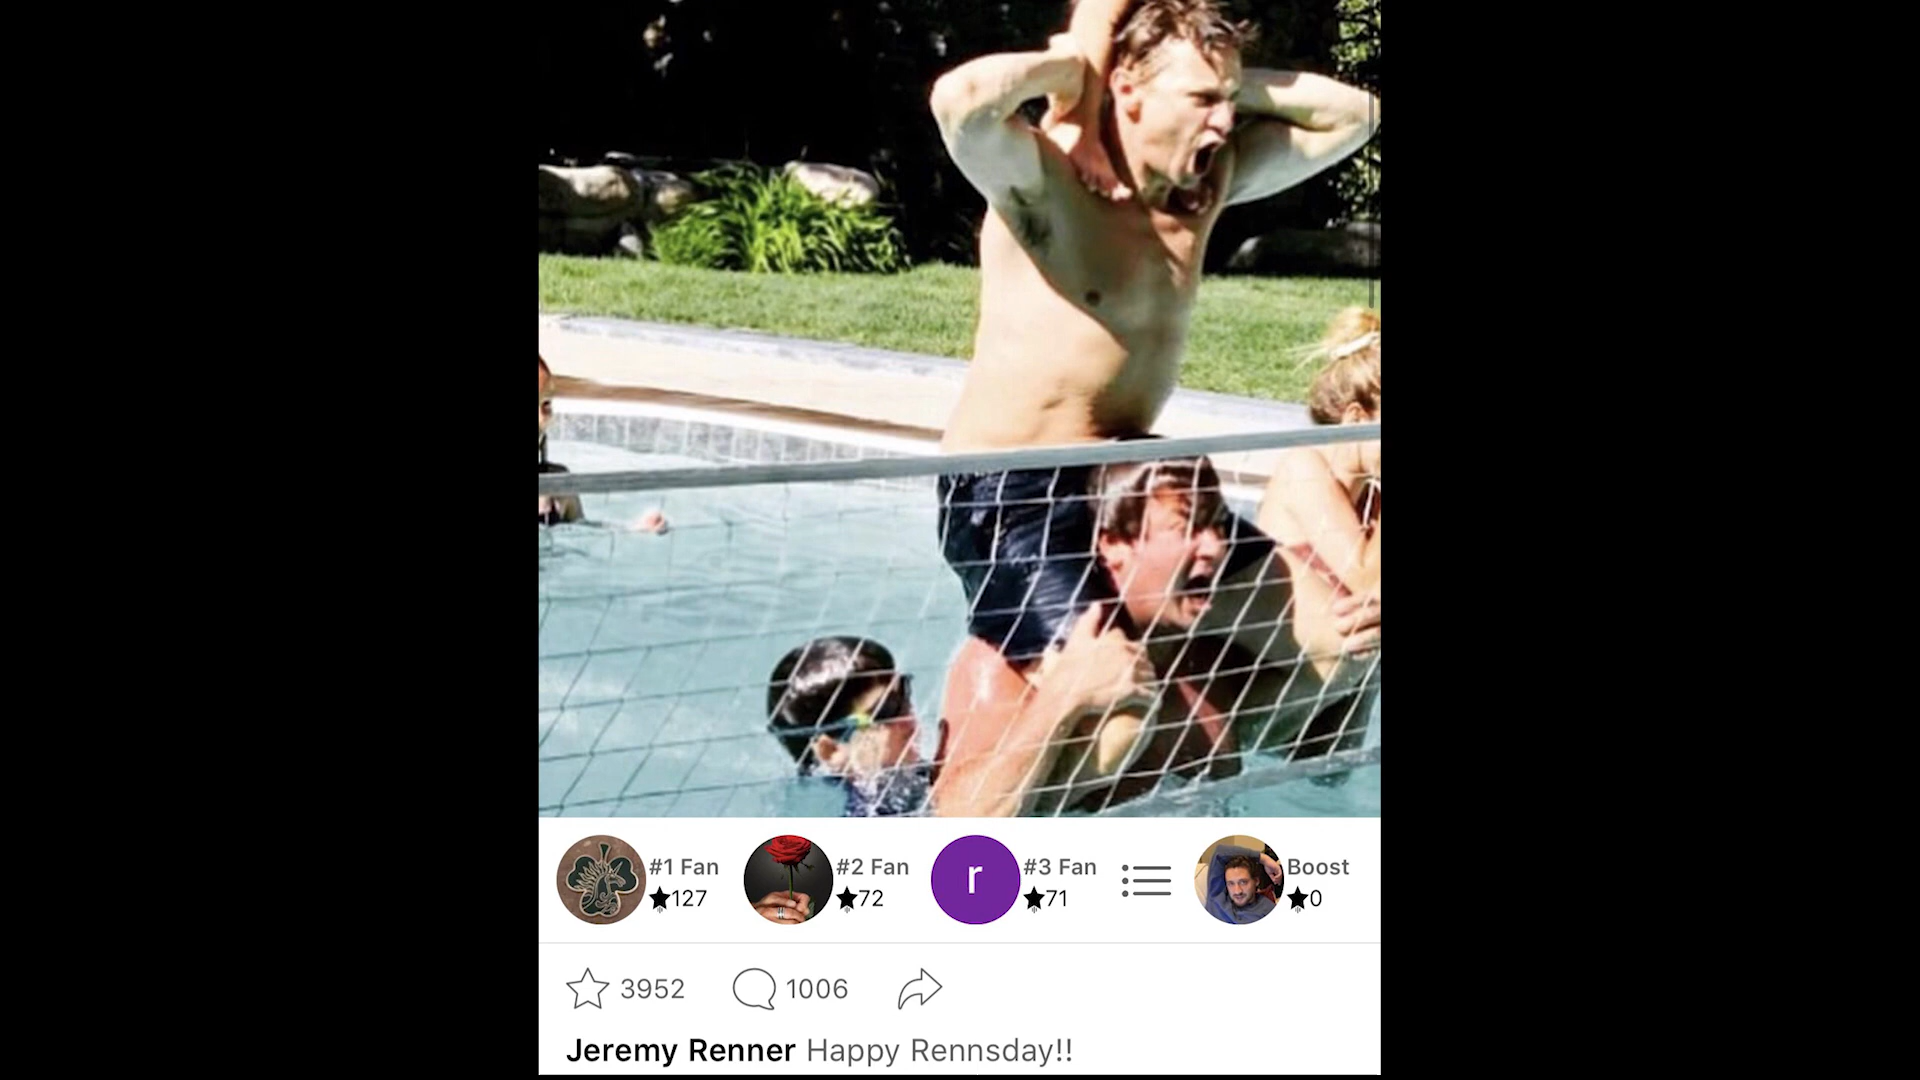 #1 Fan
★127
#2 Fan
★72
r
#3 Fan
★71
Boost
★0
3952
1006
Jeremy Renner Happy Rennsday!!